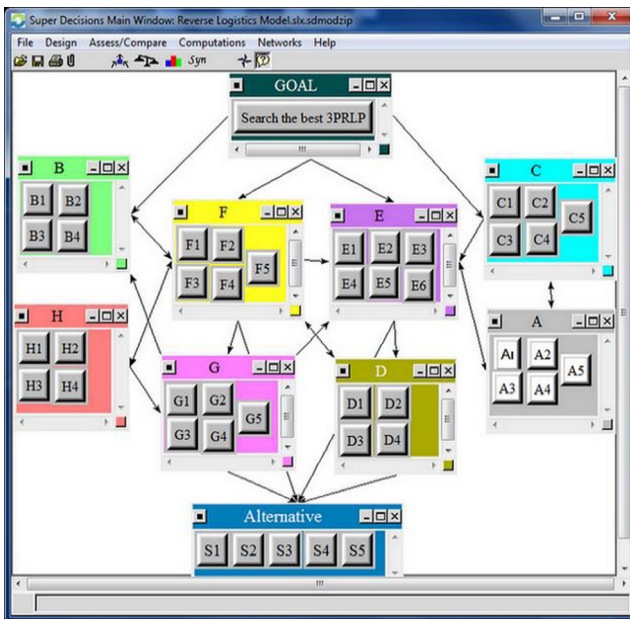 Super Decisions Main Window: Reverse Logistics Model.slx.sdmodzip
File Design Assess/Compare Computations Networks Help
Syn
GOAL
Search the best 3PRLP
B
B1 B2
B3 B4
F
F1 F2
F5
F3 F4
E
E1 E2 E3
E4 E5 E6
C
C1 C2
C5
C3 C4
H
H1 H2
H3 H4
G
G1 G2
G5
G3 G4
D
D1 D2
D3 D4
A
A1 A2
A5
A3 A4
Alternative
S1 S2 S3 S4 S5